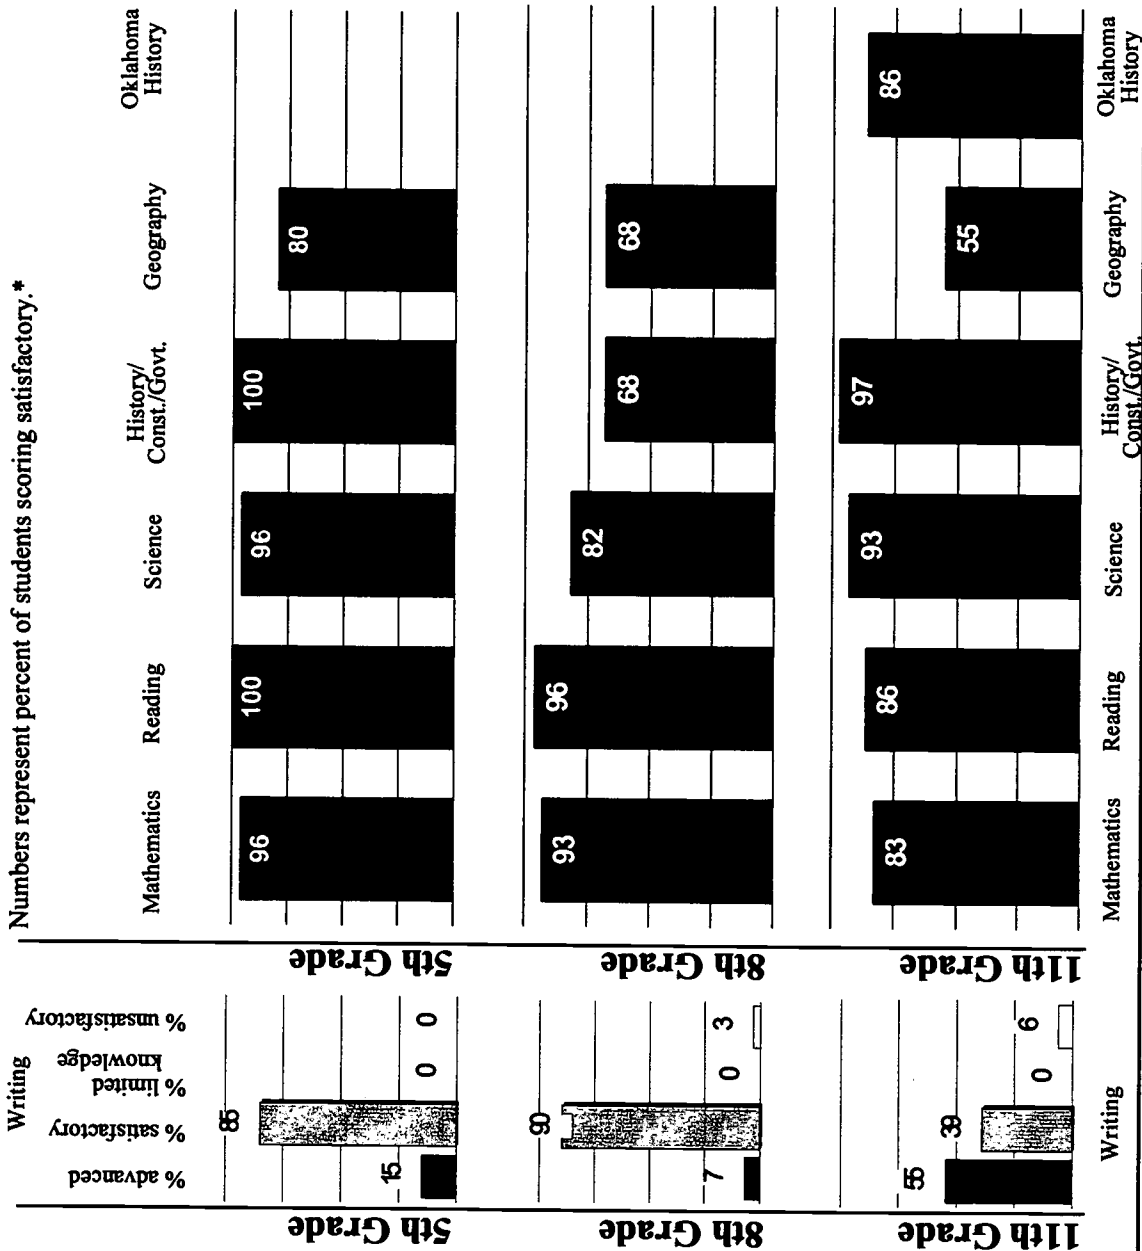 Numbers represent percent of students scoring satisfactory.*
Writing
% advanced
% satisfactory
% limited
knowledge
% unsatisfactory
Mathematics
Reading
Science
History/
Const./Govt.
Geography
Oklahoma
History
5th Grade
15
85
0
0
5th Grade
96
100
96
100
80
8th Grade
7
90
0
3
8th Grade
93
96
82
68
68
11th Grade
55
39
0
6
11th Grade
83
86
93
97
55
86
Writing
Mathematics
Reading
Science
History/
Const./Govt.
Geography
Oklahoma
History